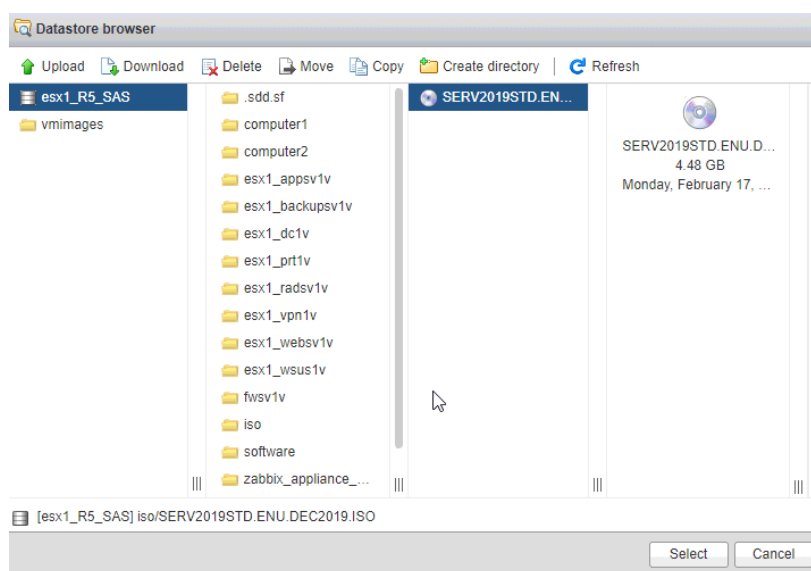 Datastore browser
Upload Download Delete Move Copy Create directory Refresh
esx1_R5_SAS
vmimages
.sdd.sf
computer1
computer2
esx1_appsv1v
esx1_backupsv1v
esx1_dc1v
esx1_prt1v
esx1_radsv1v
esx1_vpn1v
esx1_websv1v
esx1_wsus1v
fwsv1v
iso
software
zabbix_appliance_...
SERV2019STD.EN...
SERV2019STD.ENU.D...
4.48 GB
Monday, February 17, ...
[esx1_R5_SAS] iso/SERV2019STD.ENU.DEC2019.ISO
Select Cancel